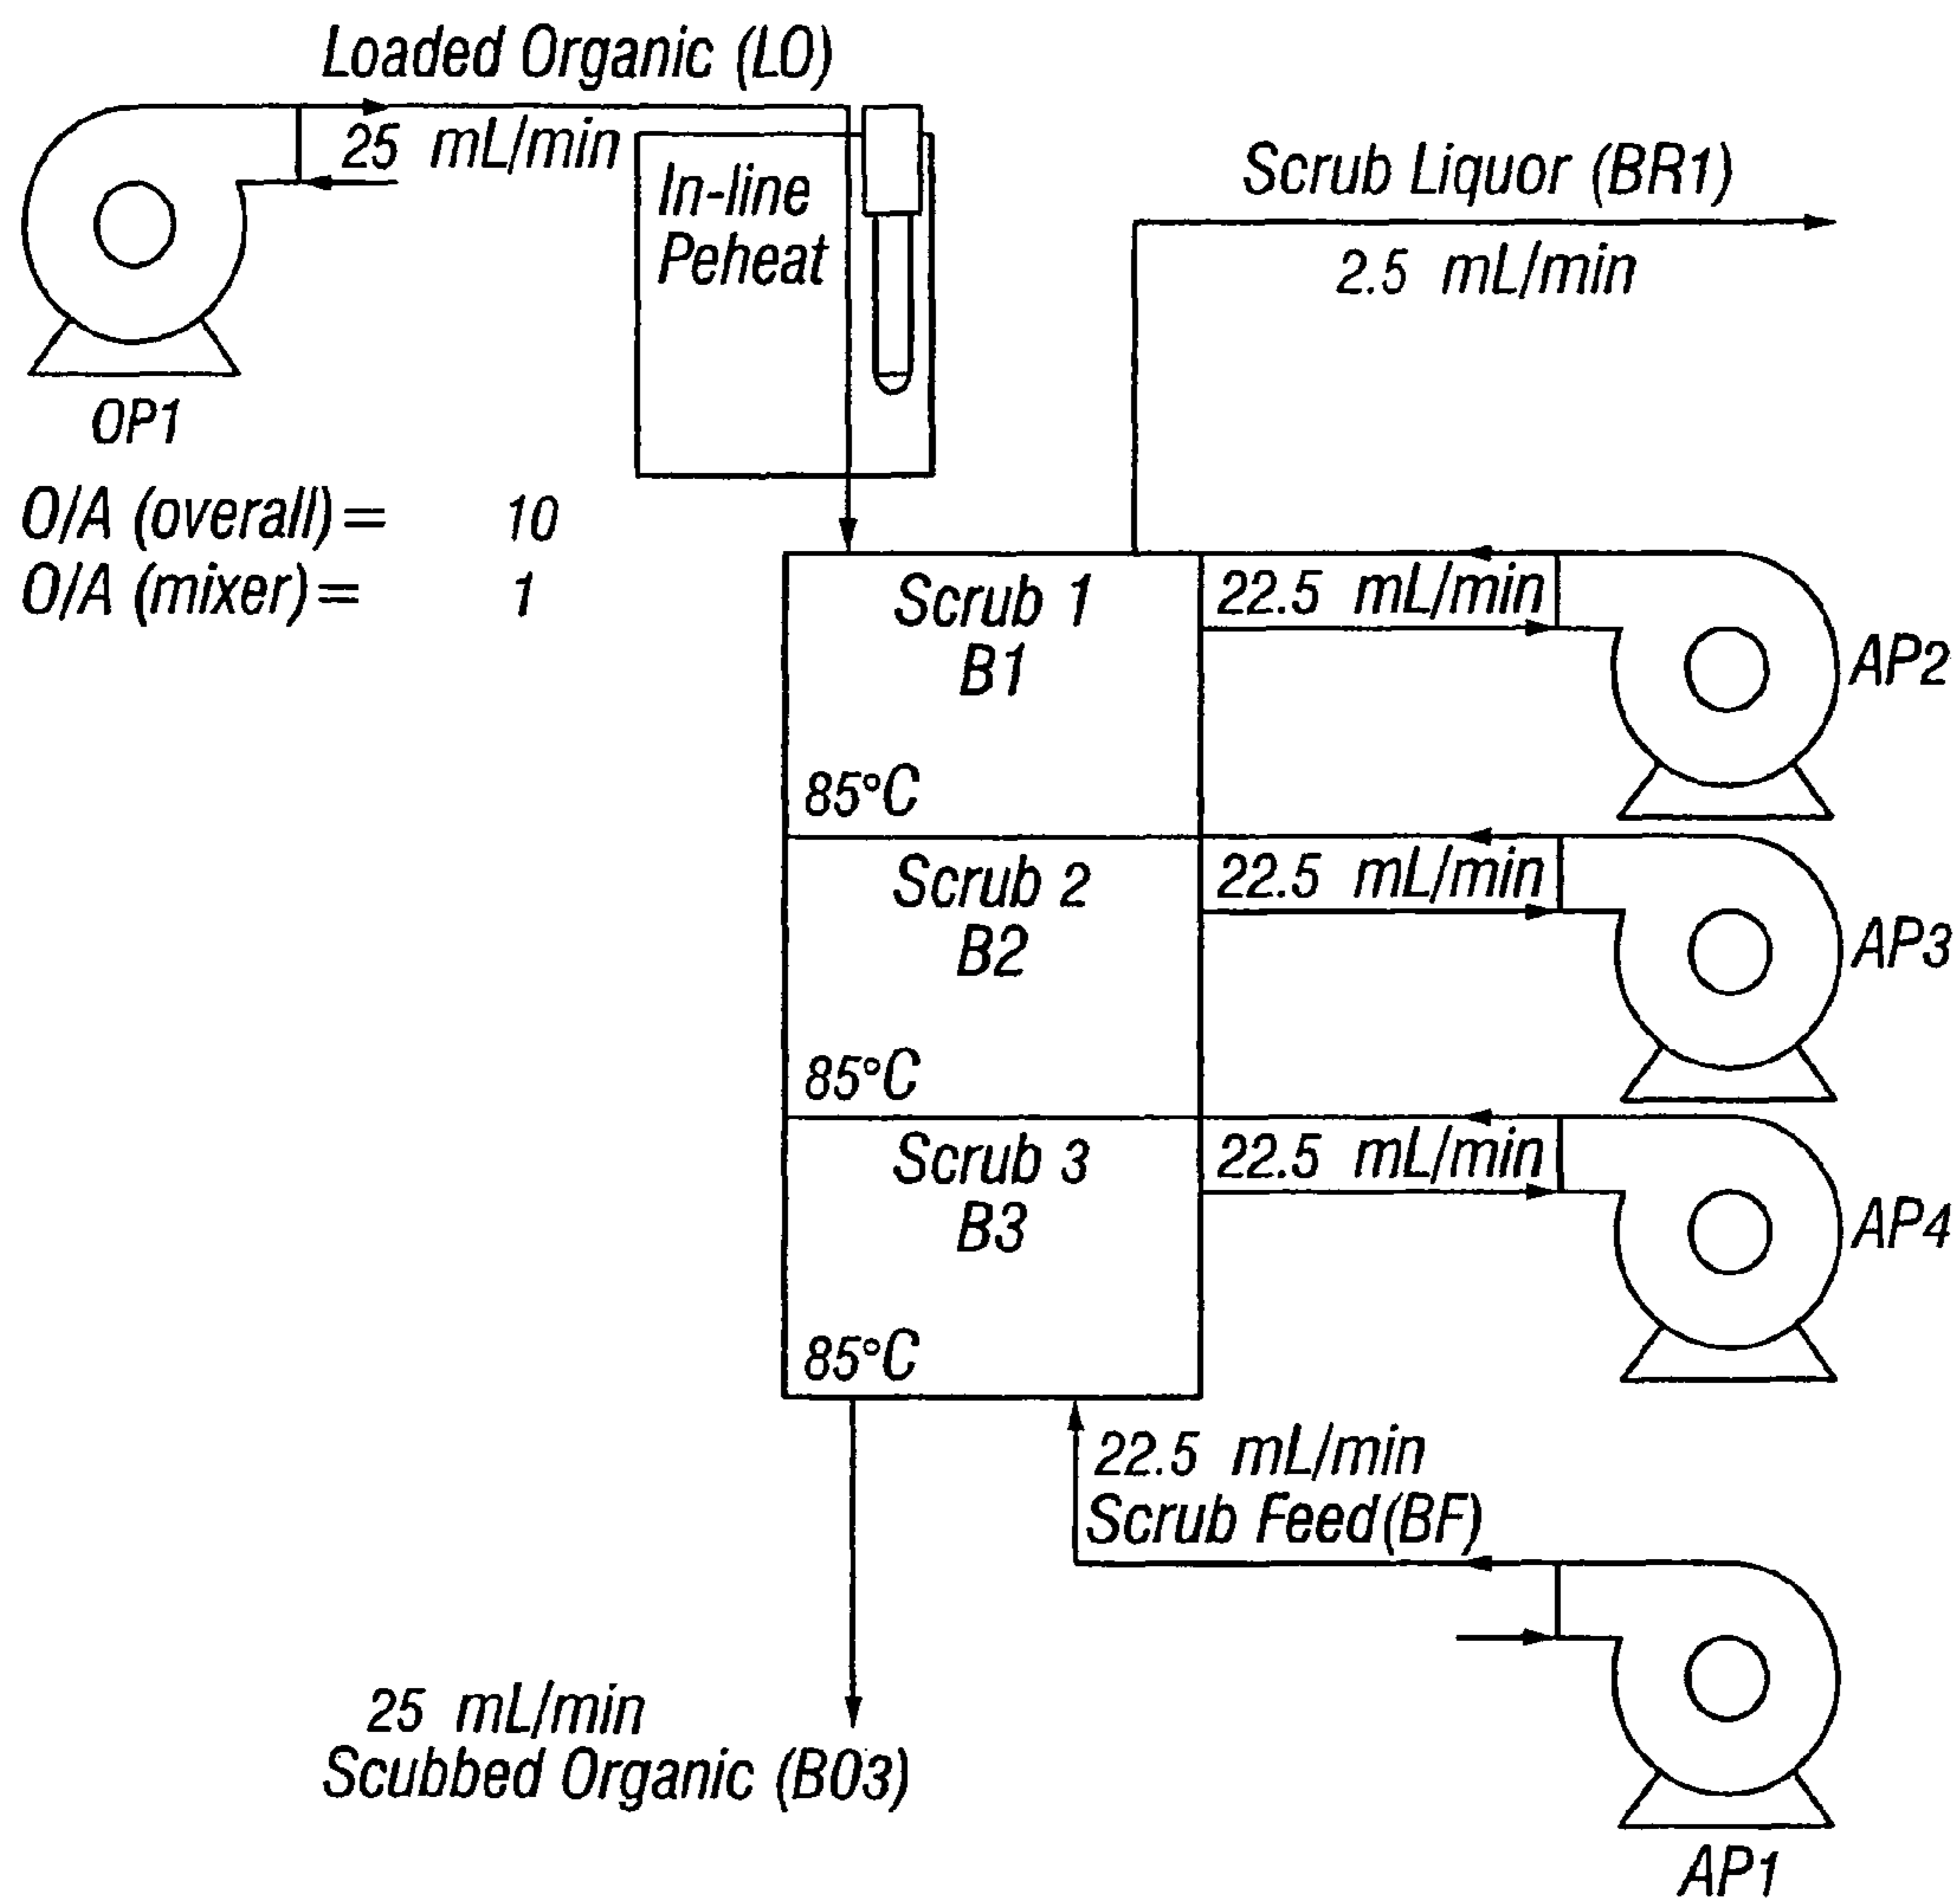 Loaded Organic (LO)
25 mL/min
In-line
Peheat
Scrub Liquor (BR1)
2.5 mL/min
OP1
O/A (overall)= 10
O/A (mixer)= 1
Scrub 1
B1
85°C
22.5 mL/min
AP2
Scrub 2
B2
85°C
22.5 mL/min
AP3
Scrub 3
B3
85°C
22.5 mL/min
AP4
22.5 mL/min
Scrub Feed(BF)
25 mL/min
Scubbed Organic (B03)
AP1